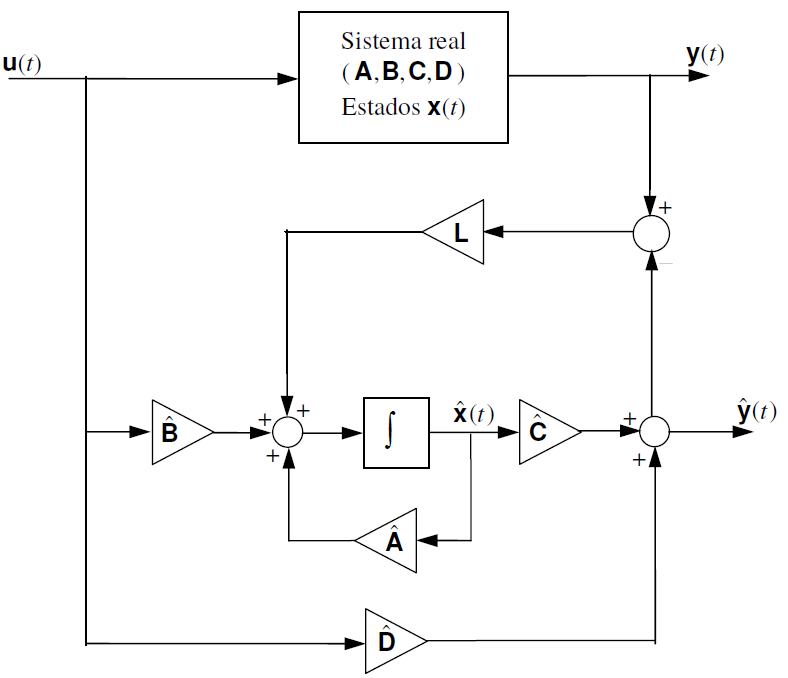 Sistema real
u(t)
( A,B,C,D )
y(t)
Estados x(t)
+
L
−
+
x̂(t)
ŷ(t)
+
+
B̂
∫
Ĉ
+
+
Â
D̂